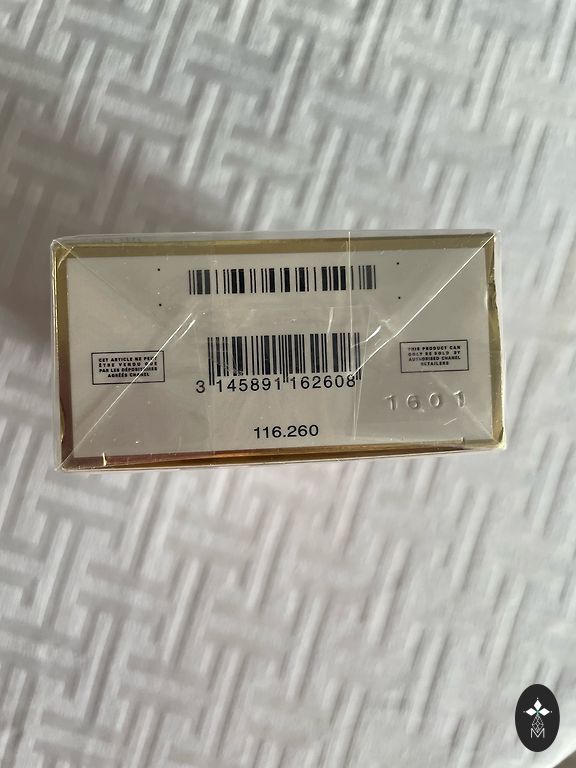 CET ARTICLE NE PEUT
ÊTRE VENDU QUE
PAR LES DÉPOSITAIRES
AGRÉÉS CHANEL
THIS PRODUCT CAN
ONLY BE SOLD BY
AUTHORISED CHANEL
RETAILERS
3 145891 162608
1601
116.260
M